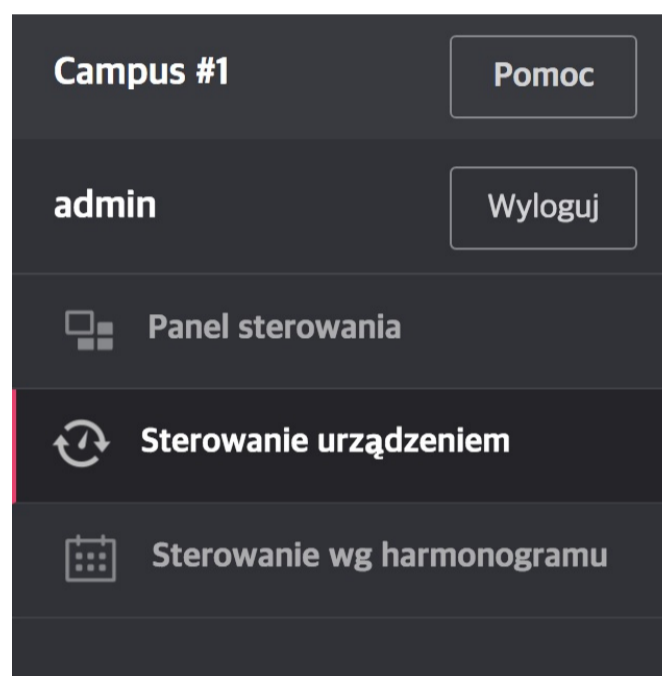 Campus #1 Pomoc
admin Wyloguj
Panel sterowania
Sterowanie urządzeniem
Sterowanie wg harmonogramu